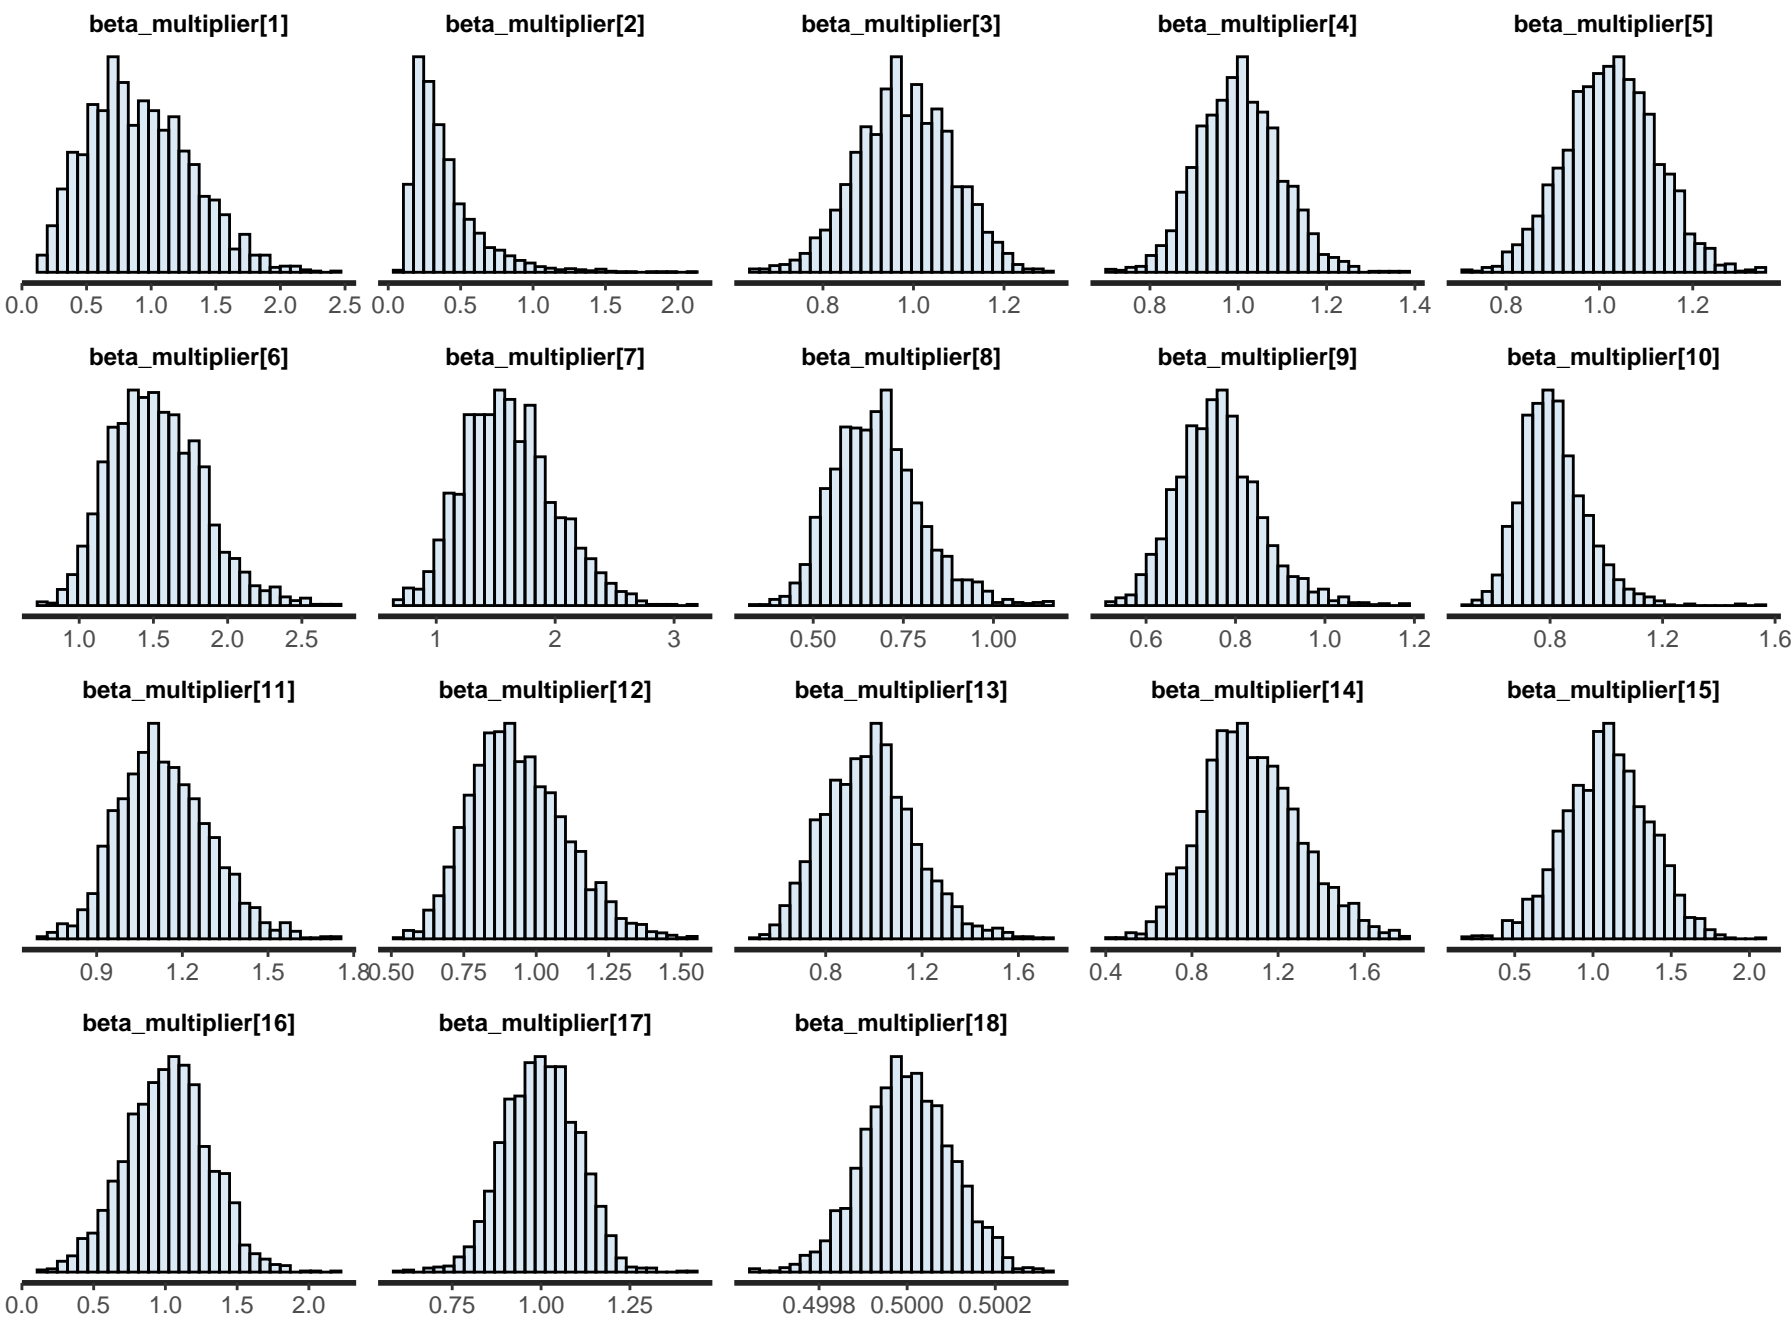 beta_multiplier[1] beta_multiplier[2] beta_multiplier[3] beta_multiplier[4] beta_multiplier[5]
0.0 0.5 1.0 1.5 2.0 2.5 0.0 0.5 1.0 1.5 2.0 0.8 1.0 1.2 0.8 1.0 1.2 1.4 0.8 1.0 1.2
beta_multiplier[6] beta_multiplier[7] beta_multiplier[8] beta_multiplier[9] beta_multiplier[10]
1.0 1.5 2.0 2.5 1 2 3 0.50 0.75 1.00 0.6 0.8 1.0 1.2 0.8 1.2 1.6
beta_multiplier[11] beta_multiplier[12] beta_multiplier[13] beta_multiplier[14] beta_multiplier[15]
0.9 1.2 1.5 1.8 0.50 0.75 1.00 1.25 1.50 0.8 1.2 1.6 0.4 0.8 1.2 1.6 0.5 1.0 1.5 2.0
beta_multiplier[16] beta_multiplier[17] beta_multiplier[18]
0.0 0.5 1.0 1.5 2.0 0.75 1.00 1.25 0.4998 0.5000 0.5002